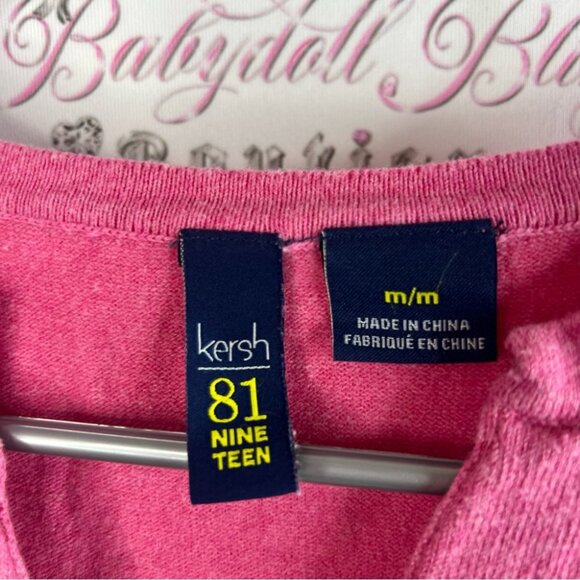 Babydoll
kersh
81
NINE
TEEN
m/m
MADE IN CHINA
FABRIQUÉ EN CHINE